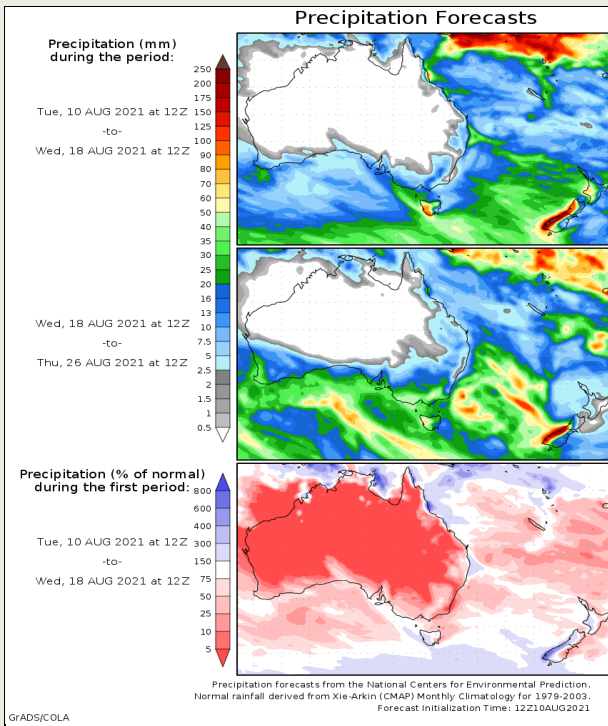 Precipitation Forecasts
Precipitation (mm)
during the period:
Tue, 10 AUG 2021 at 12Z
-to-
Wed, 18 AUG 2021 at 12Z
250
200
175
150
125
100
90
80
70
60
50
40
35
30
25
20
16
13
10
7.5
5
2.5
2
1.5
1
0.5
Wed, 18 AUG 2021 at 12Z
-to-
Thu, 26 AUG 2021 at 12Z
Precipitation (% of normal)
during the first period:
Tue, 10 AUG 2021 at 12Z
-to-
Wed, 18 AUG 2021 at 12Z
800
600
400
300
150
75
50
25
10
5
Precipitation forecasts from the National Centers for Environmental Prediction.
Normal rainfall derived from Xie-Arkin (CMAP) Monthly Climatology for 1979-2003.
Forecast Initialization Time: 12Z10AUG2021
GrADS/COLA